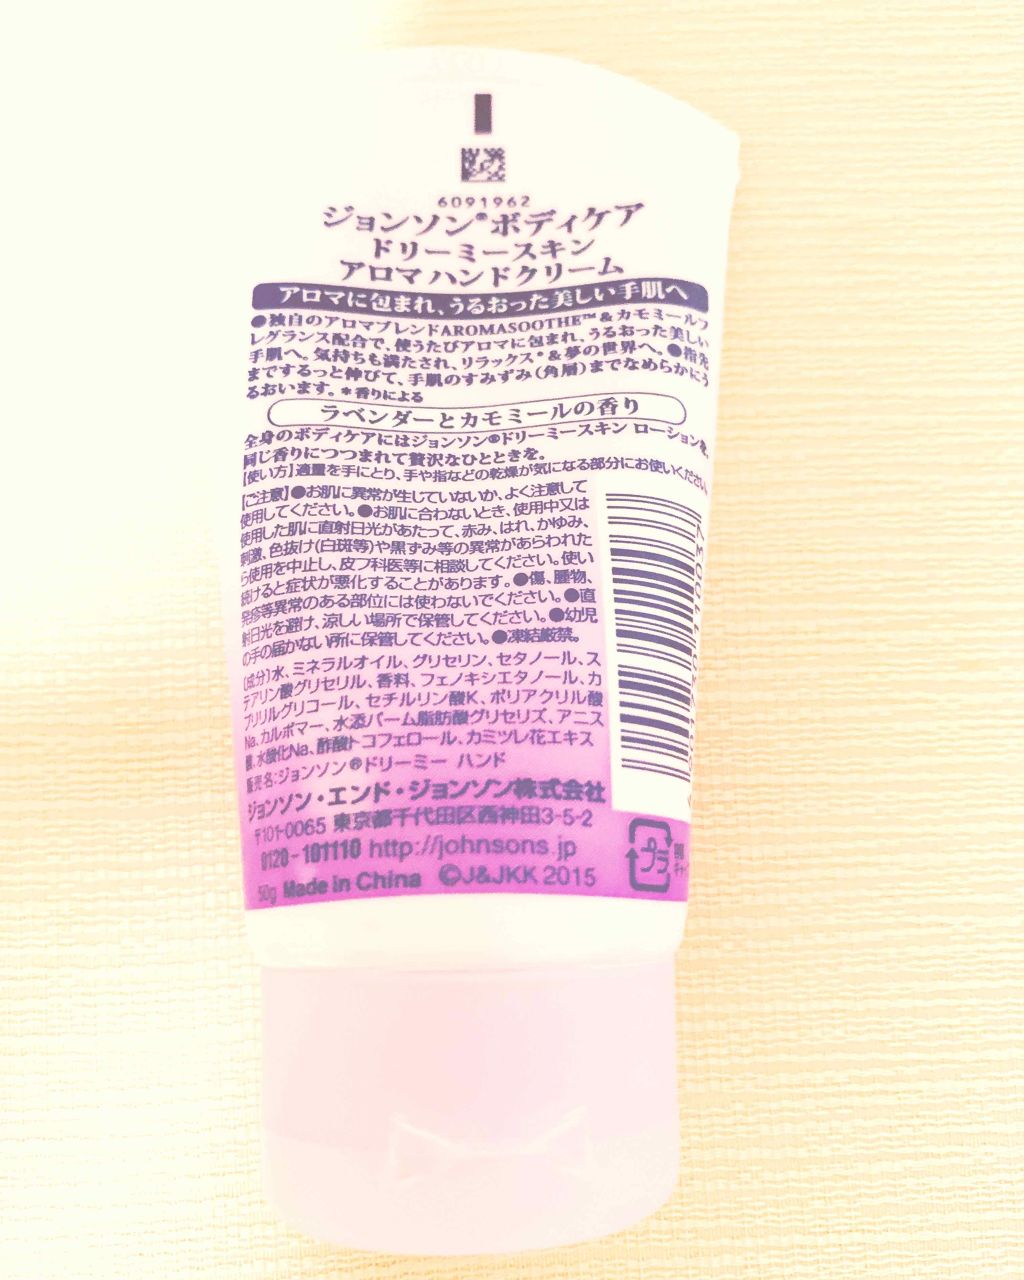 6091962
ジョンソン®ボディケア
ドリーミースキン
アロマ ハンドクリーム
アロマに包まれ、うるおった美しい手肌へ
●独自のアロマブレンドAROMASOOTHE™&カモミールフ
レグランス配合で、使うたびアロマに包まれ、うるおった美しい
手肌へ。気持ちも満たされ、リラックス*&夢の世界へ。●指先
まですぅっと伸びて、手肌のすみずみ(角層)までなめらかにう
るおいます。*香りによる
ラベンダーとカモミールの香り
全身のボディケアにはジョンソン®ドリーミースキン ローションを。
同じ香りにつつまれて贅沢なひとときを。
【使い方】適量を手にとり、手や指などの乾燥が気になる部分にお使いください。
【ご注意】●お肌に異常が生じていないか、よく注意して
使用してください。●お肌に合わないとき、使用中又は
使用した肌に直射日光があたって、赤み、はれ、かゆみ、
刺激、色抜け(白斑等)や黒ずみ等の異常があらわれた
ら使用を中止し、皮フ科医等に相談してください。使い
続けると症状が悪化することがあります。●傷、腫物、
発疹等異常のある部位には使わないでください。●直
射日光を避け、涼しい場所で保管してください。●幼児
の手の届かない所に保管してください。●凍結厳禁。
(成分)水、ミネラルオイル、グリセリン、セタノール、ス
テアリン酸グリセリル、香料、フェノキシエタノール、カ
プリリルグリコール、セチルリン酸K、ポリアクリル酸
Na、カルボマー、水添パーム脂肪酸グリセリズ、アニス
酸、水酸化Na、酢酸トコフェロール、カミツレ花エキス
販売名:ジョンソン®ドリーミー ハンド
ジョンソン・エンド・ジョンソン株式会社
〒101-0065 東京都千代田区西神田3-5-2
0120-101110 http://johnsons.jp
50g Made in China ©J&JKK 2015
プラ